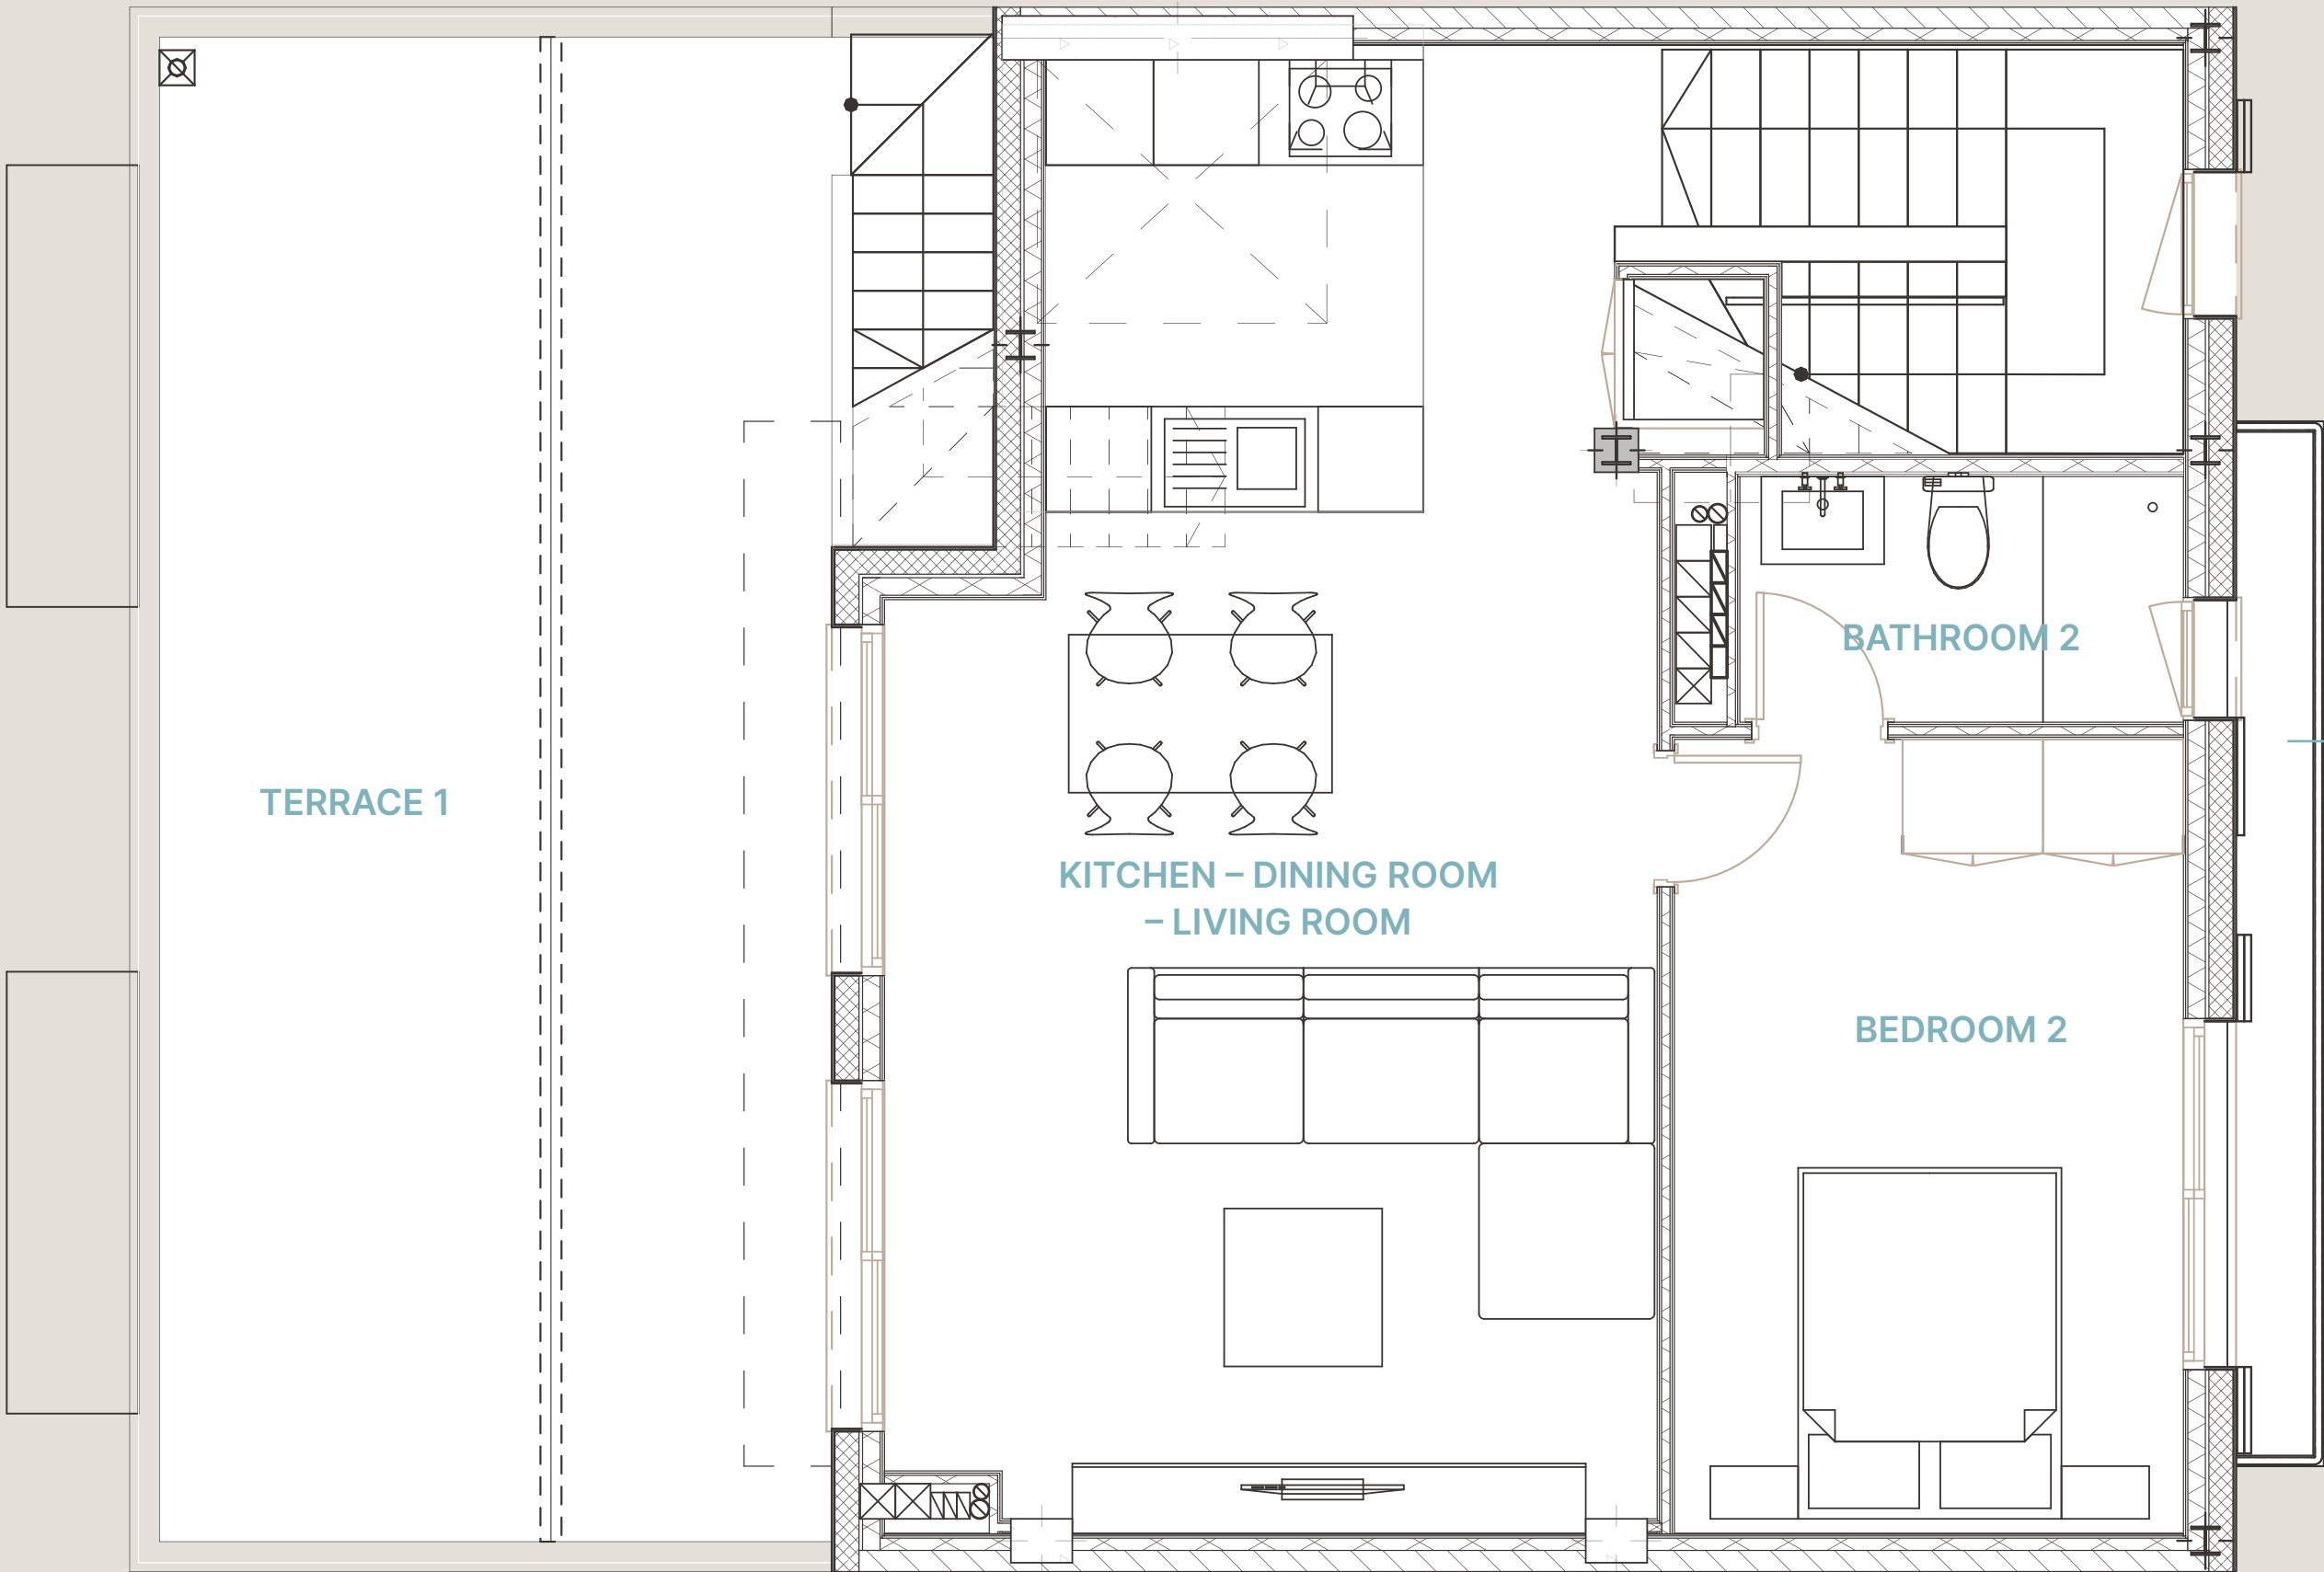 BATHROOM 2
TERRACE 1
KITCHEN – DINING ROOM
– LIVING ROOM
BEDROOM 2